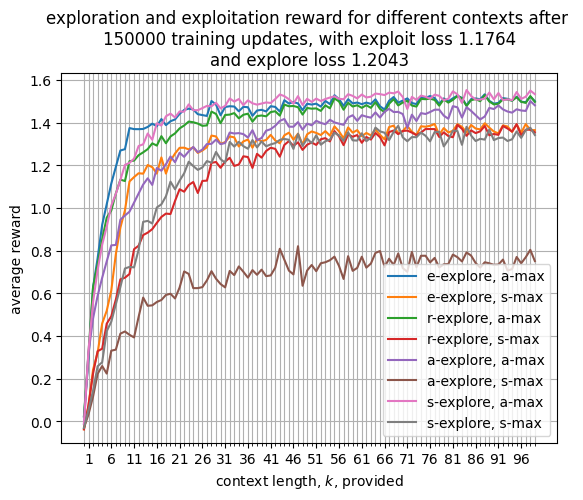 exploration and exploitation reward for different contexts after
150000 training updates, with exploit loss 1.1764
and explore loss 1.2043
1.6
1.4
1.2
1.0
0.8
0.6
0.4
0.2
0.0
average reward
e-explore, a-max
e-explore, s-max
r-explore, a-max
r-explore, s-max
a-explore, a-max
a-explore, s-max
s-explore, a-max
s-explore, s-max
1 6 11 16 21 26 31 36 41 46 51 56 61 66 71 76 81 86 91 96
context length, k, provided